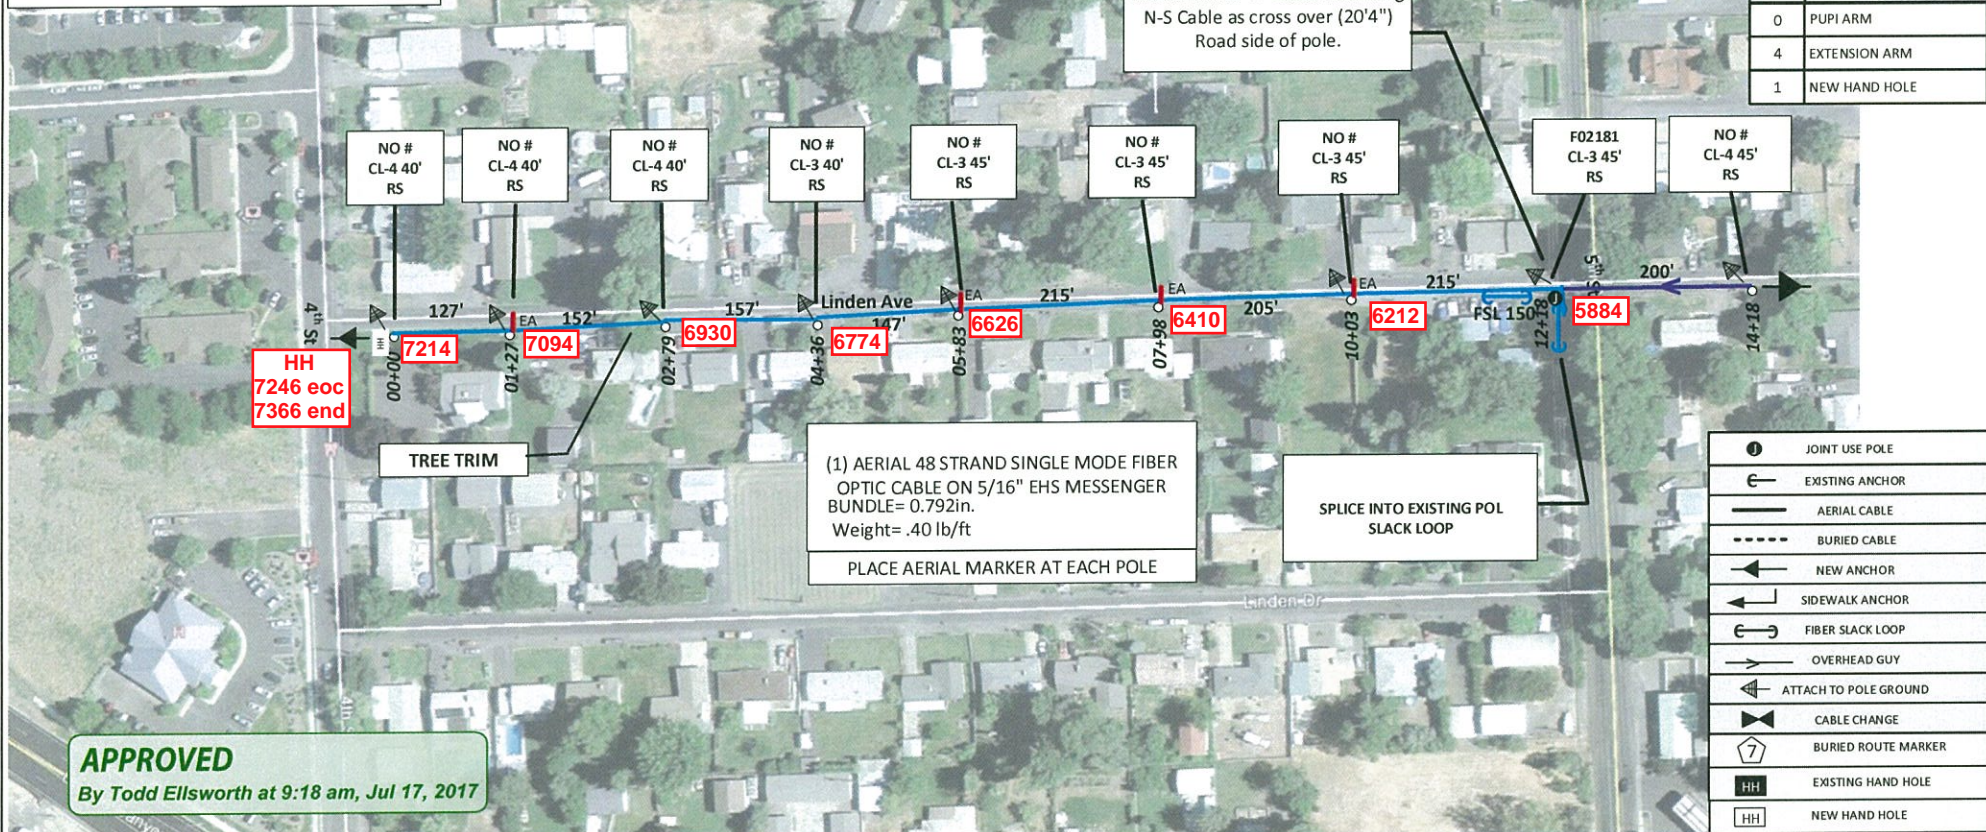 N-S Cable as cross over (20'4")
Road side of pole.
0 PUPI ARM
4 EXTENSION ARM
1 NEW HAND HOLE
NO #
CL-4 40'
RS
NO #
CL-4 40'
RS
NO #
CL-4 40'
RS
NO #
CL-3 40'
RS
NO #
CL-3 45'
RS
NO #
CL-3 45'
RS
NO #
CL-3 45'
RS
F02181
CL-3 45'
RS
NO #
CL-4 45'
RS
4th St
127'
EA
152'
157'
Linden Ave
147'
EA
215'
EA
205'
EA
215'
FSL 150'
5th St
200'
HH
7214
7094
6930
6774
6626
6410
6212
5884
00+00
01+27
02+79
04+36
05+83
07+98
10+03
12+18
14+18
HH
7246 eoc
7366 end
TREE TRIM
(1) AERIAL 48 STRAND SINGLE MODE FIBER
OPTIC CABLE ON 5/16" EHS MESSENGER
BUNDLE= 0.792in.
Weight= .40 lb/ft
PLACE AERIAL MARKER AT EACH POLE
SPLICE INTO EXISTING POL
SLACK LOOP
Linden Dr
4th
J JOINT USE POLE
EXISTING ANCHOR
AERIAL CABLE
BURIED CABLE
NEW ANCHOR
SIDEWALK ANCHOR
FIBER SLACK LOOP
OVERHEAD GUY
ATTACH TO POLE GROUND
CABLE CHANGE
7 BURIED ROUTE MARKER
HH EXISTING HAND HOLE
HH NEW HAND HOLE
APPROVED
By Todd Ellsworth at 9:18 am, Jul 17, 2017